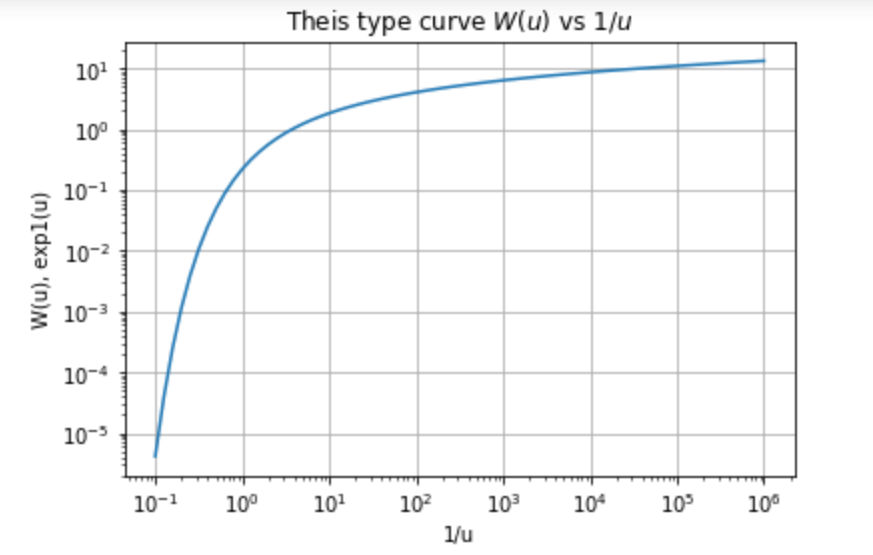 Theis type curve W(u) vs 1/u
W(u), exp1(u)
10¹
10⁰
10⁻¹
10⁻²
10⁻³
10⁻⁴
10⁻⁵
10⁻¹ 10⁰ 10¹ 10² 10³ 10⁴ 10⁵ 10⁶
1/u